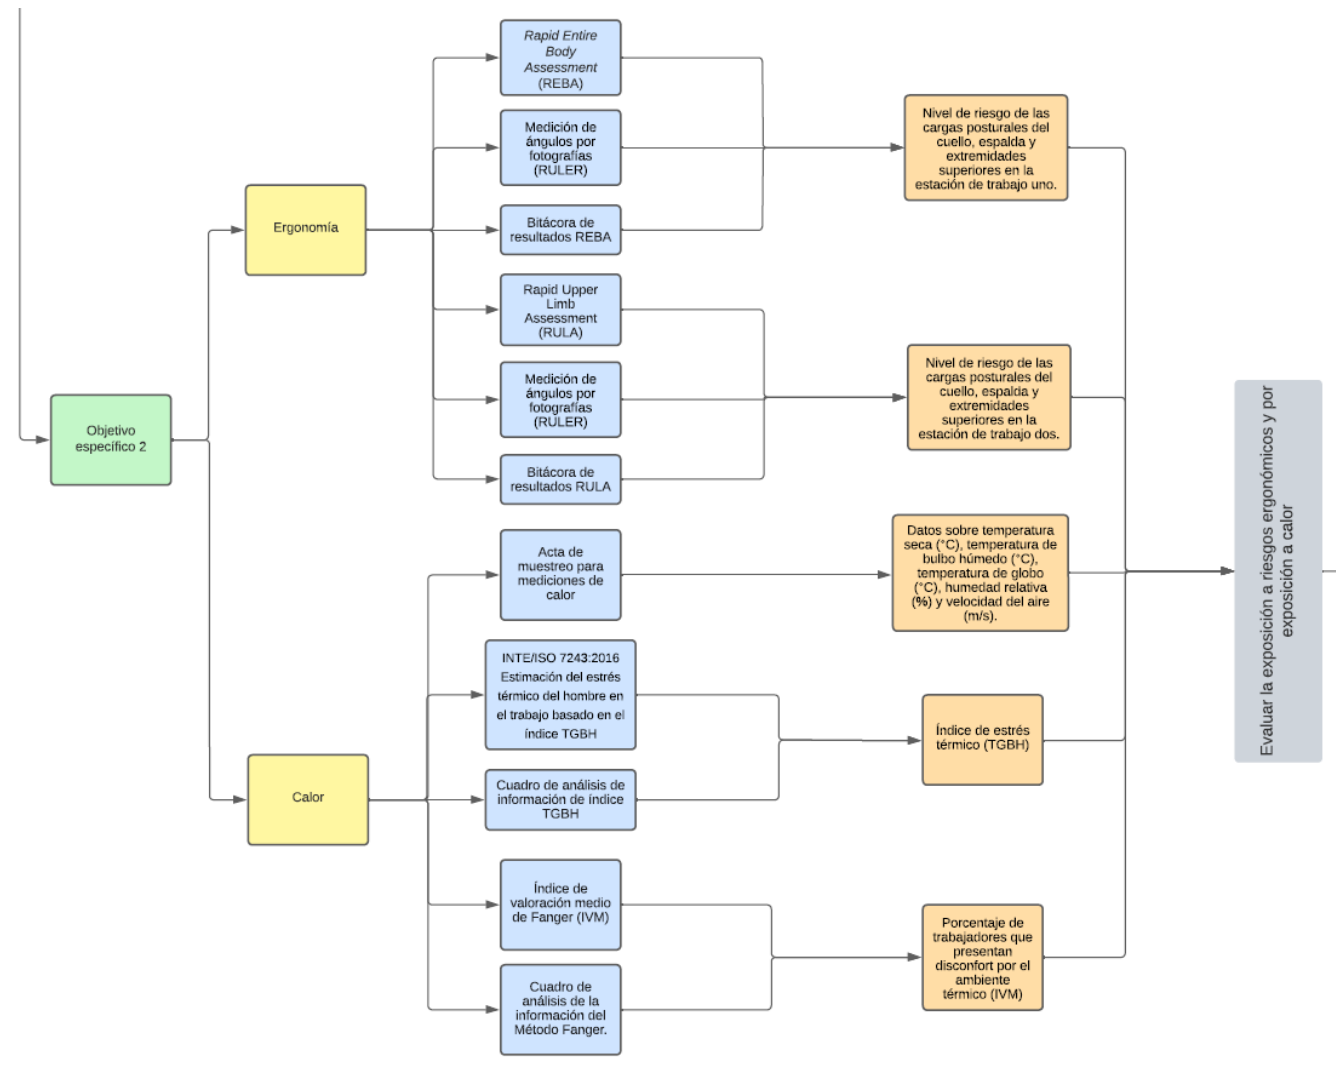 Objetivo
específico 2
Ergonomía
Calor
Rapid Entire
Body
Assessment
(REBA)
Medición de
ángulos por
fotografías
(RULER)
Bitácora de
resultados REBA
Rapid Upper
Limb
Assessment
(RULA)
Medición de
ángulos por
fotografías
(RULER)
Bitácora de
resultados RULA
Acta de
muestreo para
mediciones de
calor
INTE/ISO 7243:2016
Estimación del estrés
térmico del hombre en
el trabajo basado en el
índice TGBH
Cuadro de análisis de
información de índice
TGBH
Índice de
valoración medio
de Fanger (IVM)
Cuadro de
análisis de la
información del
Método Fanger.
Nivel de riesgo de las
cargas posturales del
cuello, espalda y
extremidades
superiores en la
estación de trabajo uno.
Nivel de riesgo de las
cargas posturales del
cuello, espalda y
extremidades
superiores en la
estación de trabajo dos.
Datos sobre temperatura
seca (°C), temperatura de
bulbo húmedo (°C),
temperatura de globo
(°C), humedad relativa
(%) y velocidad del aire
(m/s).
Índice de estrés
térmico (TGBH)
Porcentaje de
trabajadores que
presentan
disconfort por el
ambiente
térmico (IVM)
Evaluar la exposición a riesgos ergonómicos y por
exposición a calor